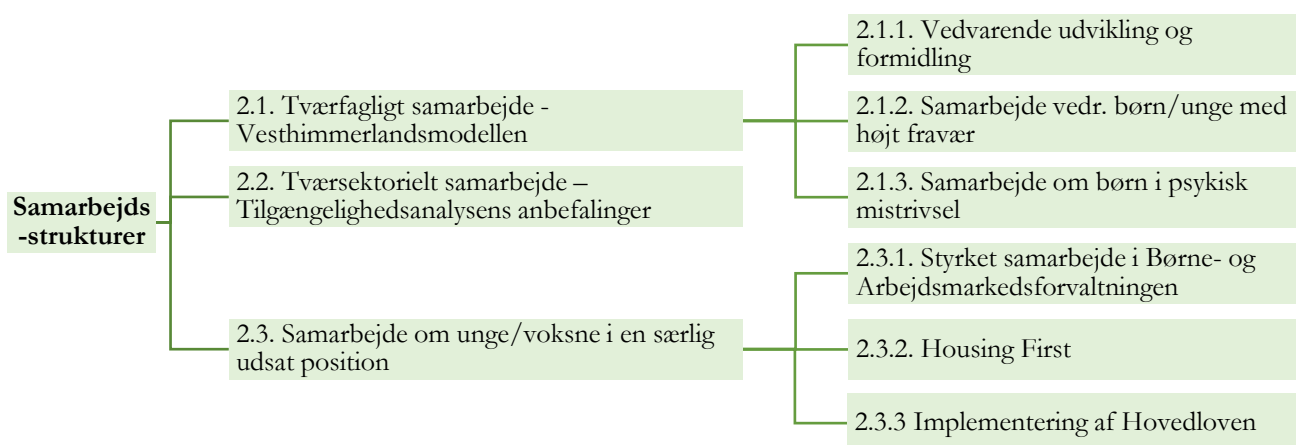 Samarbejds
-strukturer
2.1. Tværfagligt samarbejde -
Vesthimmerlandsmodellen
2.1.1. Vedvarende udvikling og
formidling
2.1.2. Samarbejde vedr. børn/unge med
højt fravær
2.1.3. Samarbejde om børn i psykisk
mistrivsel
2.2. Tværsektorielt samarbejde –
Tilgængelighedsanalysens anbefalinger
2.3. Samarbejde om unge/voksne i en særlig
udsat position
2.3.1. Styrket samarbejde i Børne- og
Arbejdsmarkedsforvaltningen
2.3.2. Housing First
2.3.3 Implementering af Hovedloven